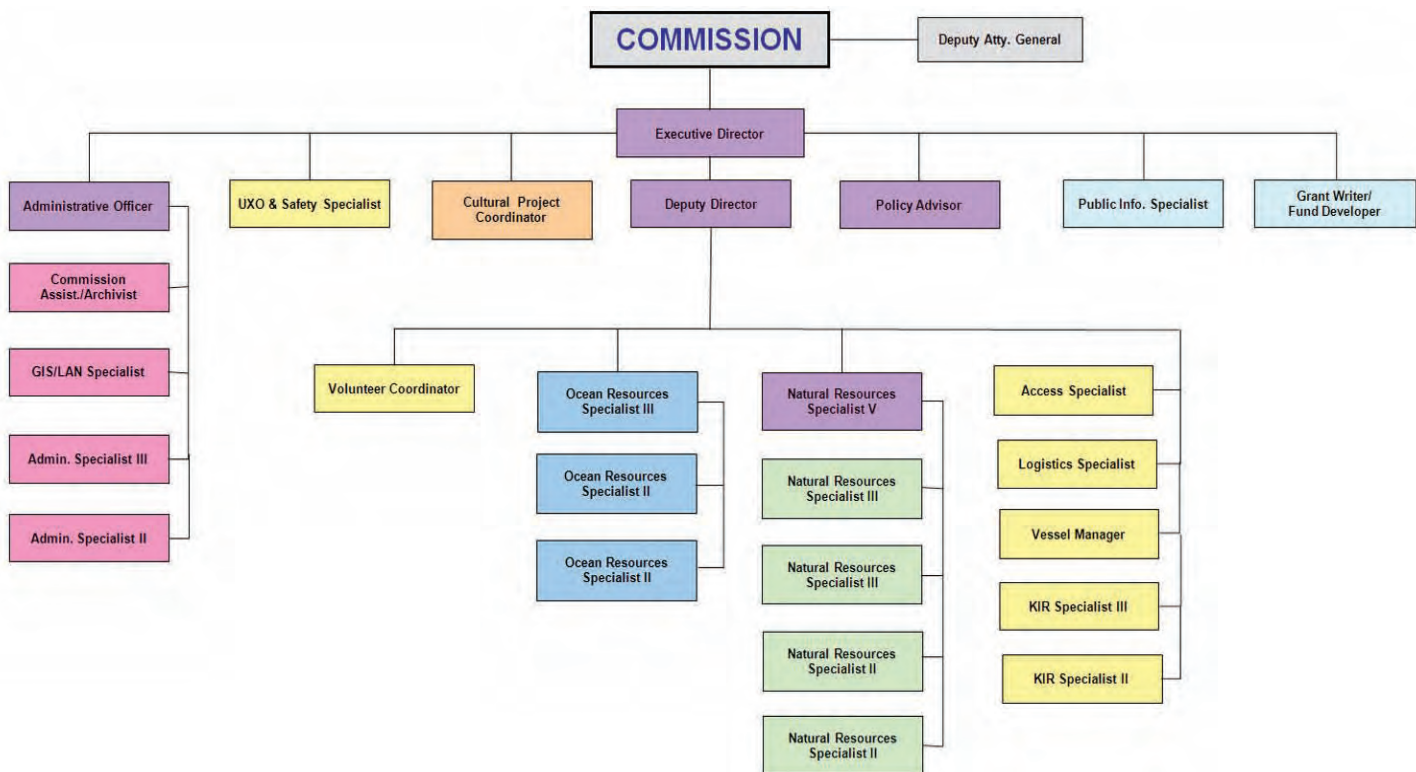 COMMISSION
Deputy Atty. General
Executive Director
Administrative Officer
UXO & Safety Specialist
Cultural Project
Coordinator
Deputy Director
Policy Advisor
Public Info. Specialist
Grant Writer/
Fund Developer
Commission
Assist./Archivist
GIS/LAN Specialist
Admin. Specialist III
Admin. Specialist II
Volunteer Coordinator
Ocean Resources
Specialist III
Ocean Resources
Specialist II
Ocean Resources
Specialist II
Natural Resources
Specialist V
Natural Resources
Specialist III
Natural Resources
Specialist III
Natural Resources
Specialist II
Natural Resources
Specialist II
Access Specialist
Logistics Specialist
Vessel Manager
KIR Specialist III
KIR Specialist II